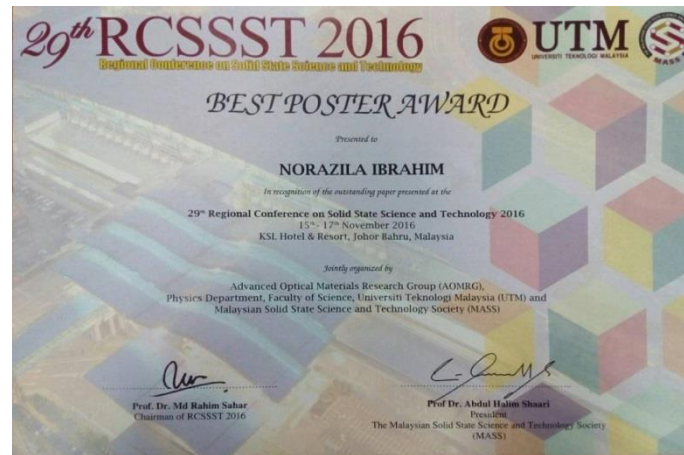 29th RCSSST 2016
Regional Conference on Solid State Science and Technology
UTM
UNIVERSITI TEKNOLOGI MALAYSIA
MASS
BEST POSTER AWARD
Presented to
NORAZILA IBRAHIM
In recognition of the outstanding paper presented at the
29th Regional Conference on Solid State Science and Technology 2016
15th - 17th November 2016
KSL Hotel & Resort, Johor Bahru, Malaysia
Jointly organized by
Advanced Optical Materials Research Group (AOMRG),
Physics Department, Faculty of Science, Universiti Teknologi Malaysia (UTM) and
Malaysian Solid State Science and Technology Society (MASS)
Prof. Dr. Md Rahim Sahar
Chairman of RCSSST 2016
Prof Dr. Abdul Halim Shaari
President
The Malaysian Solid State Science and Technology Society
(MASS)